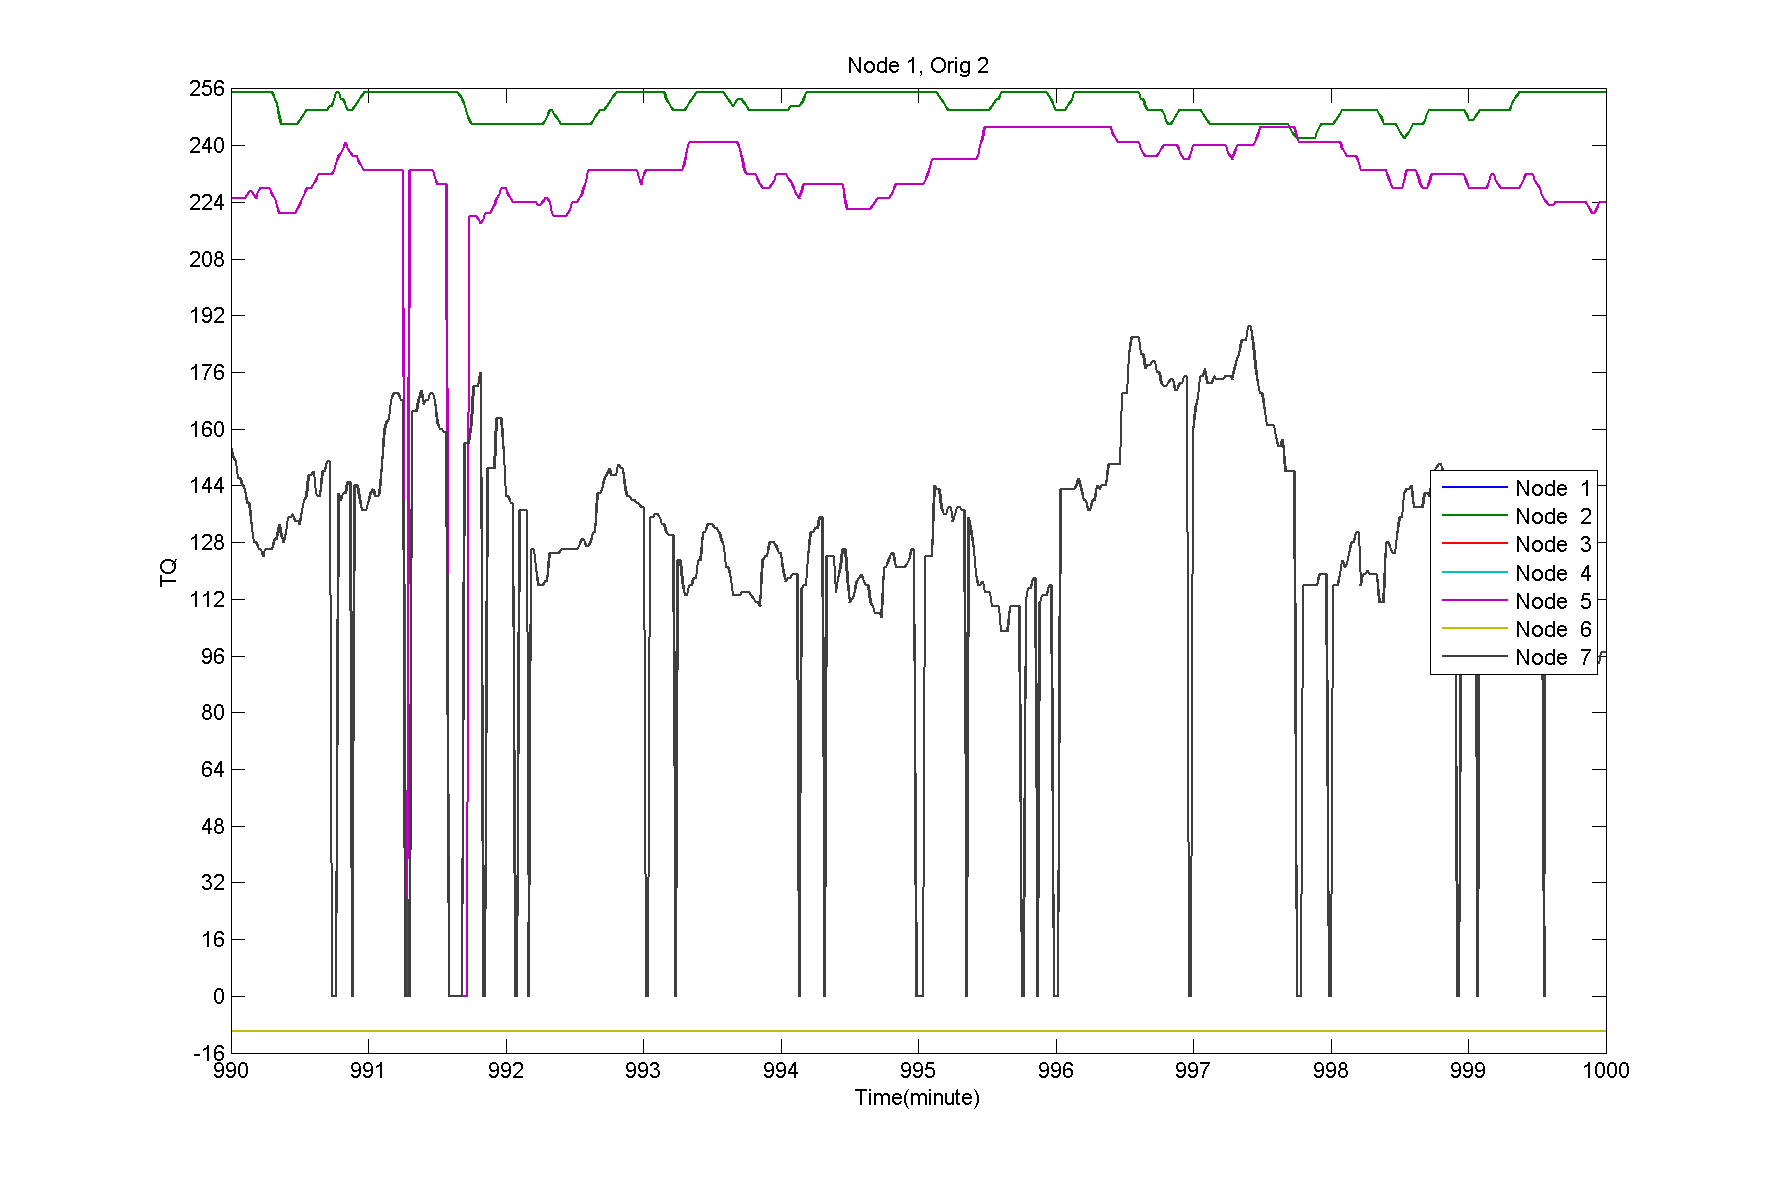 Node 1, Orig 2
256
240
224
208
192
176
160
144
128
112
96
80
64
48
32
16
0
-16
TQ
Node 1
Node 2
Node 3
Node 4
Node 5
Node 6
Node 7
990 991 992 993 994 995 996 997 998 999 1000
Time(minute)